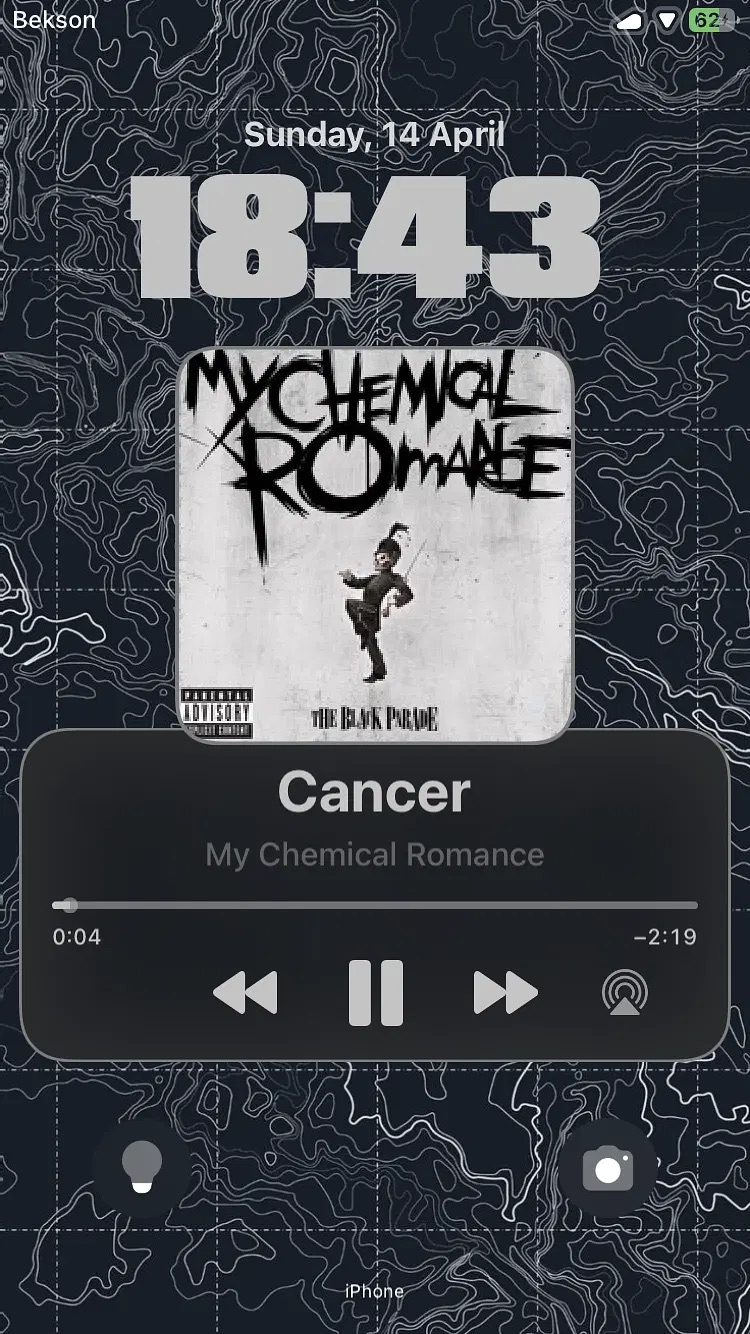 Bekson
62
Sunday, 14 April
18:43
MY CHEMICAL
ROMANCE
PARENTAL
ADVISORY
EXPLICIT CONTENT
THE BLACK PARADE
Cancer
My Chemical Romance
0:04
−2:19
iPhone